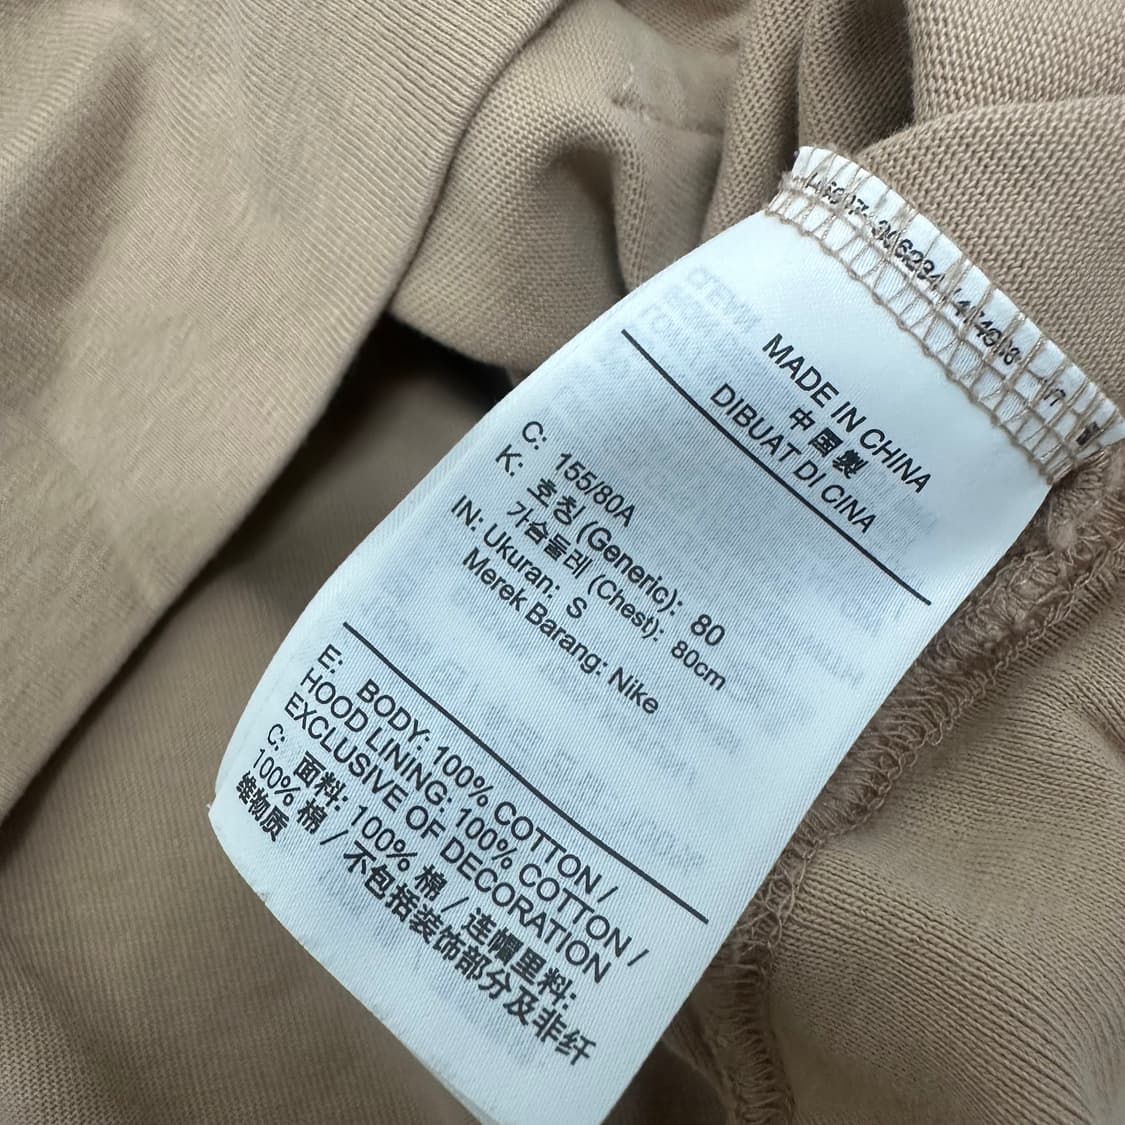 MADE IN CHINA
中國製
DIBUAT DI CINA
C: 155/80A
K: 호칭 (Generic): 80
가슴둘레 (Chest): 80cm
IN: Ukuran: S
Merek Barang: Nike
E: BODY: 100% COTTON /
HOOD LINING: 100% COTTON /
EXCLUSIVE OF DECORATION
C: 面料: 100% 棉 / 连帽里料:
100% 棉 / 不包括装饰部分及非纤
维物质